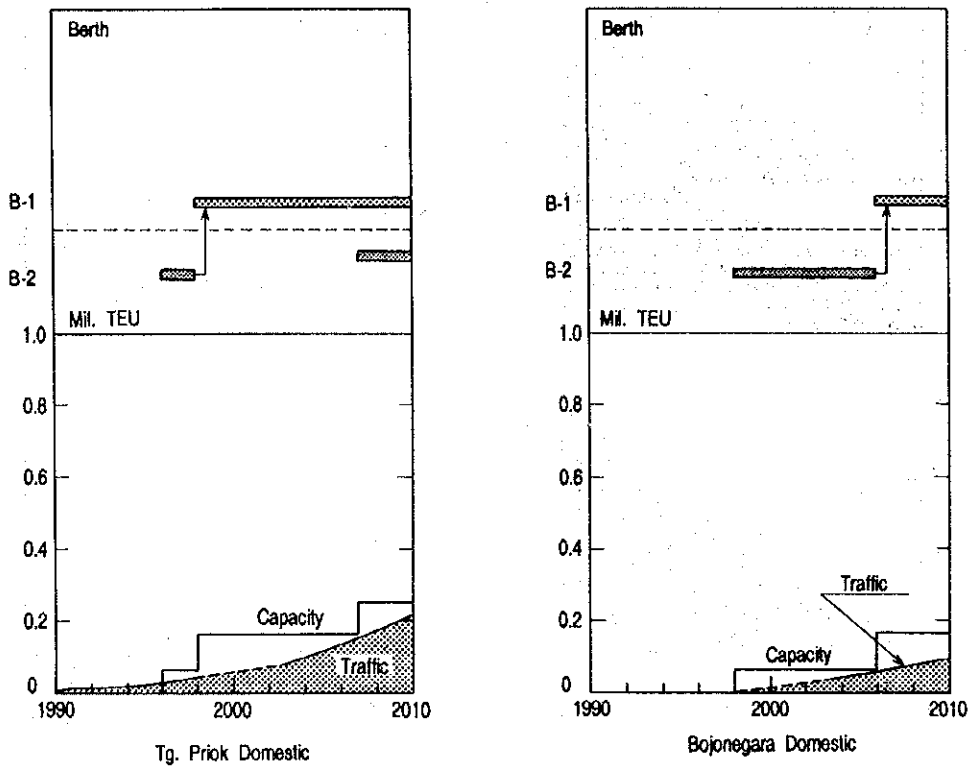 Berth
B-1
B-2
Mil. TEU
1.0
0.8
0.6
0.4
0.2
0
Capacity
Traffic
1990
2000
2010
Tg. Priok Domestic
Berth
B-1
B-2
Mil. TEU
1.0
0.8
0.6
0.4
0.2
0
Traffic
Capacity
1990
2000
2010
Bojonegara Domestic